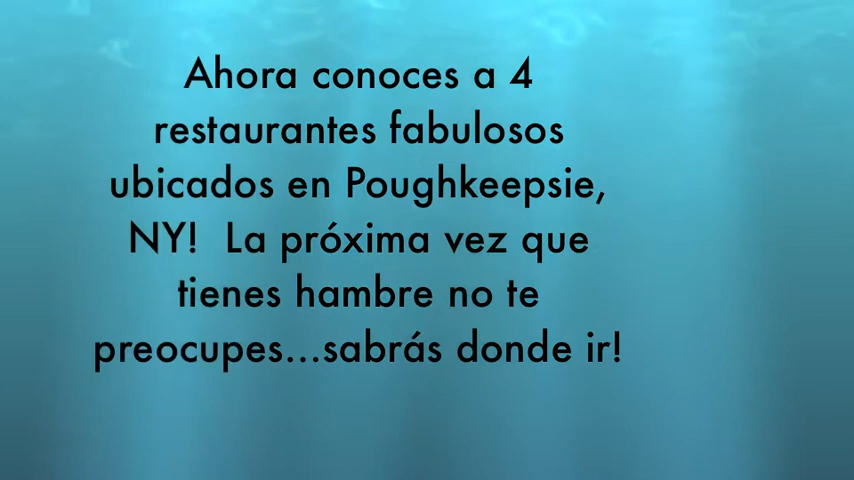 Ahora conoces a 4
restaurantes fabulosos
ubicados en Poughkeepsie,
NY!  La próxima vez que
tienes hambre no te
preocupes...sabrás donde ir!